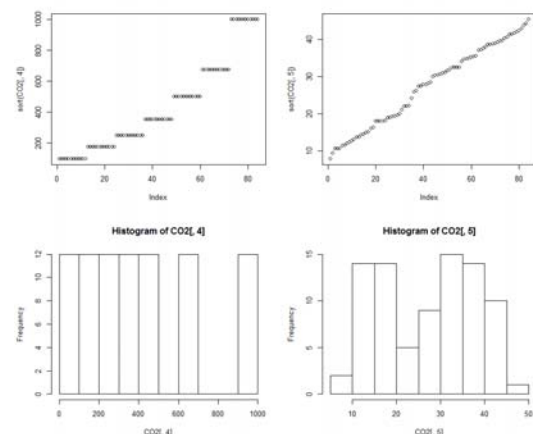 sort(CO2[, 4])
200 400 600 800 1000
0 20 40 60 80
Index
sort(CO2[, 5])
10 20 30 40
0 20 40 60 80
Index
Histogram of CO2[, 4]
Frequency
0 2 4 6 8 10 12
0 200 400 600 800 1000
CO2[, 4]
Histogram of CO2[, 5]
Frequency
0 5 10 15
10 20 30 40 50
CO2[, 5]